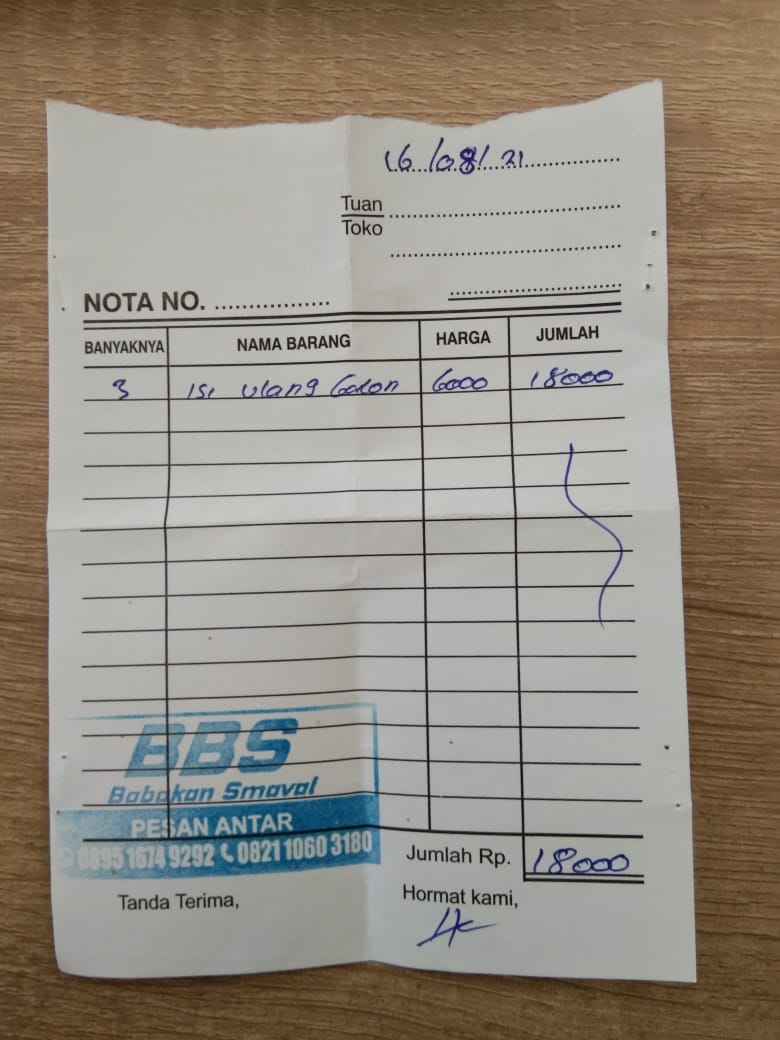 16/08/21
Tuan
Toko
NOTA NO.
BANYAKNYA NAMA BARANG HARGA JUMLAH
3 isi ulang Galon 6000 18000
BBS
Babakan Smaval
PESAN ANTAR
0895 1674 9292 0821 1060 3180
Jumlah Rp. 18000
Tanda Terima, Hormat kami,